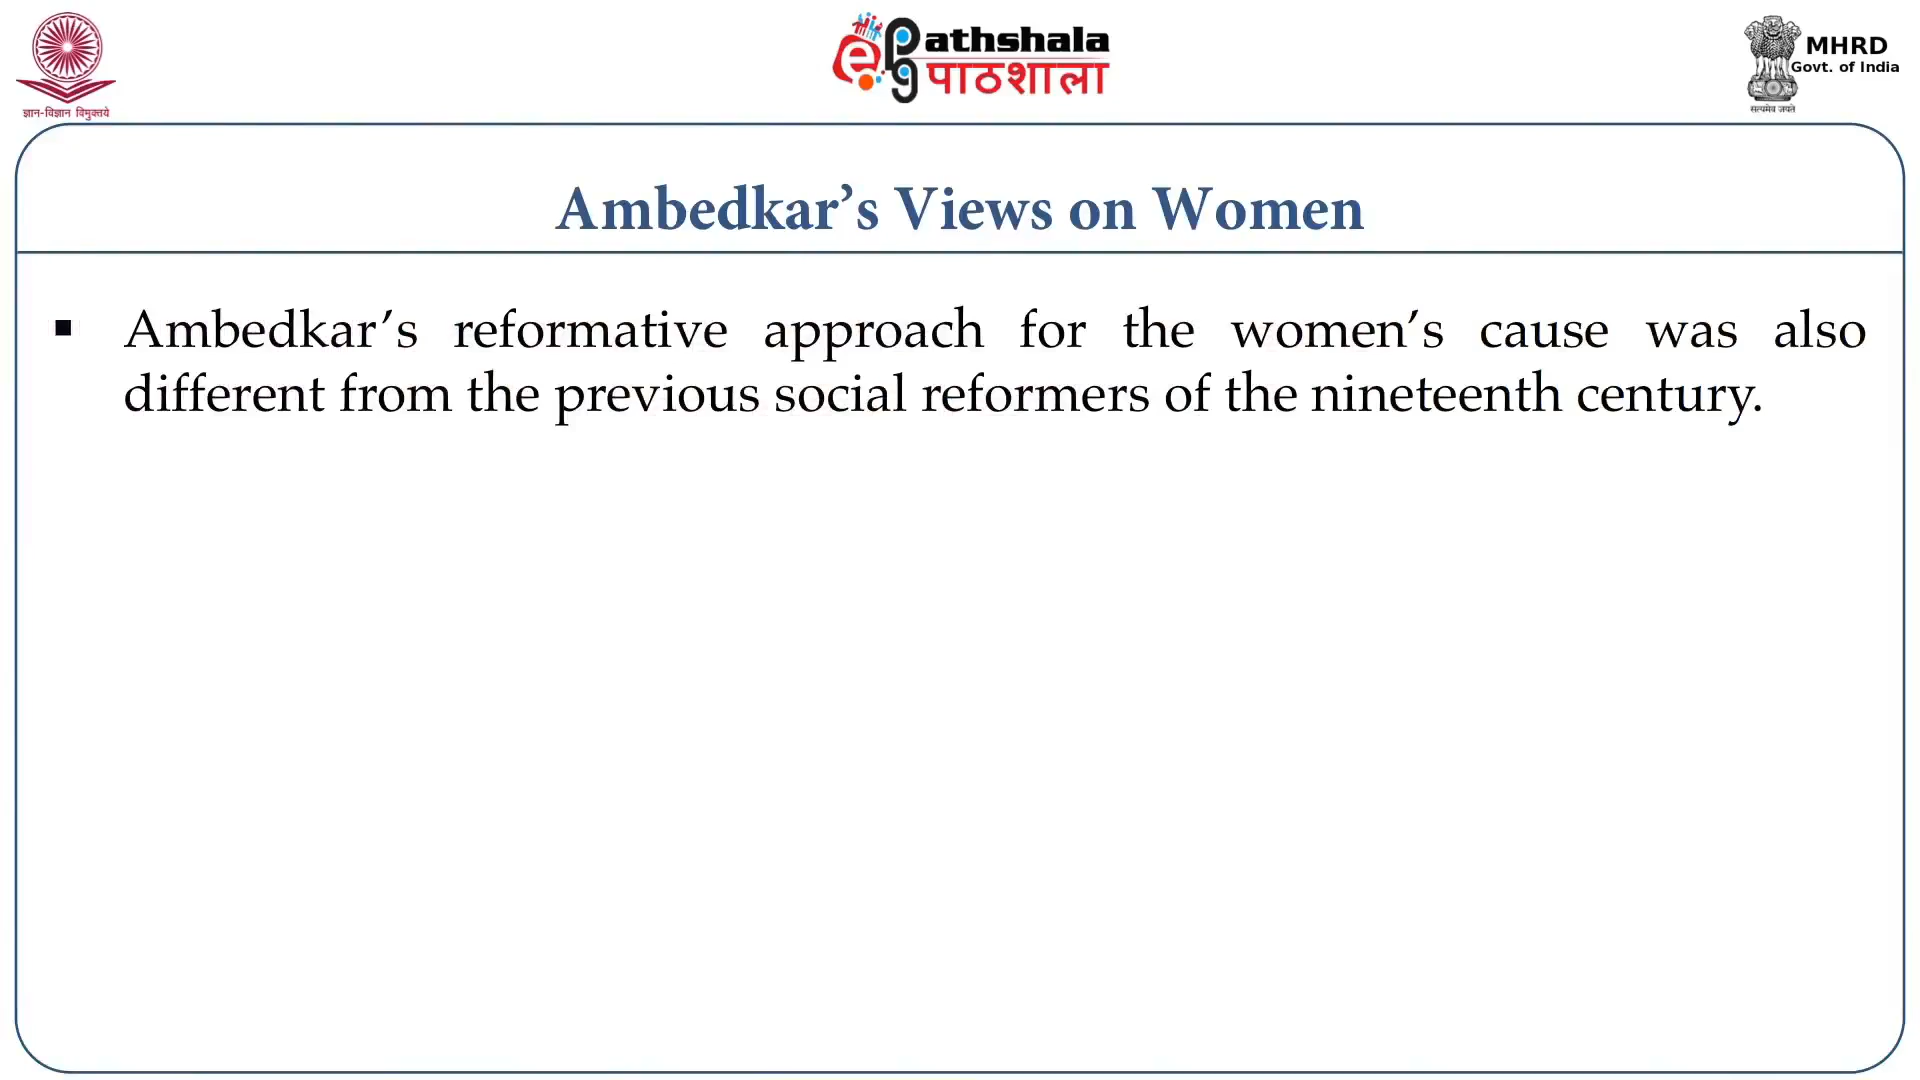 ज्ञान-विज्ञान विमुक्तये
ePathshala
पाठशाला
MHRD
Govt. of India
सत्यमेव जयते
Ambedkar’s Views on Women
▪ Ambedkar’s reformative approach for the women’s cause was also
different from the previous social reformers of the nineteenth century.